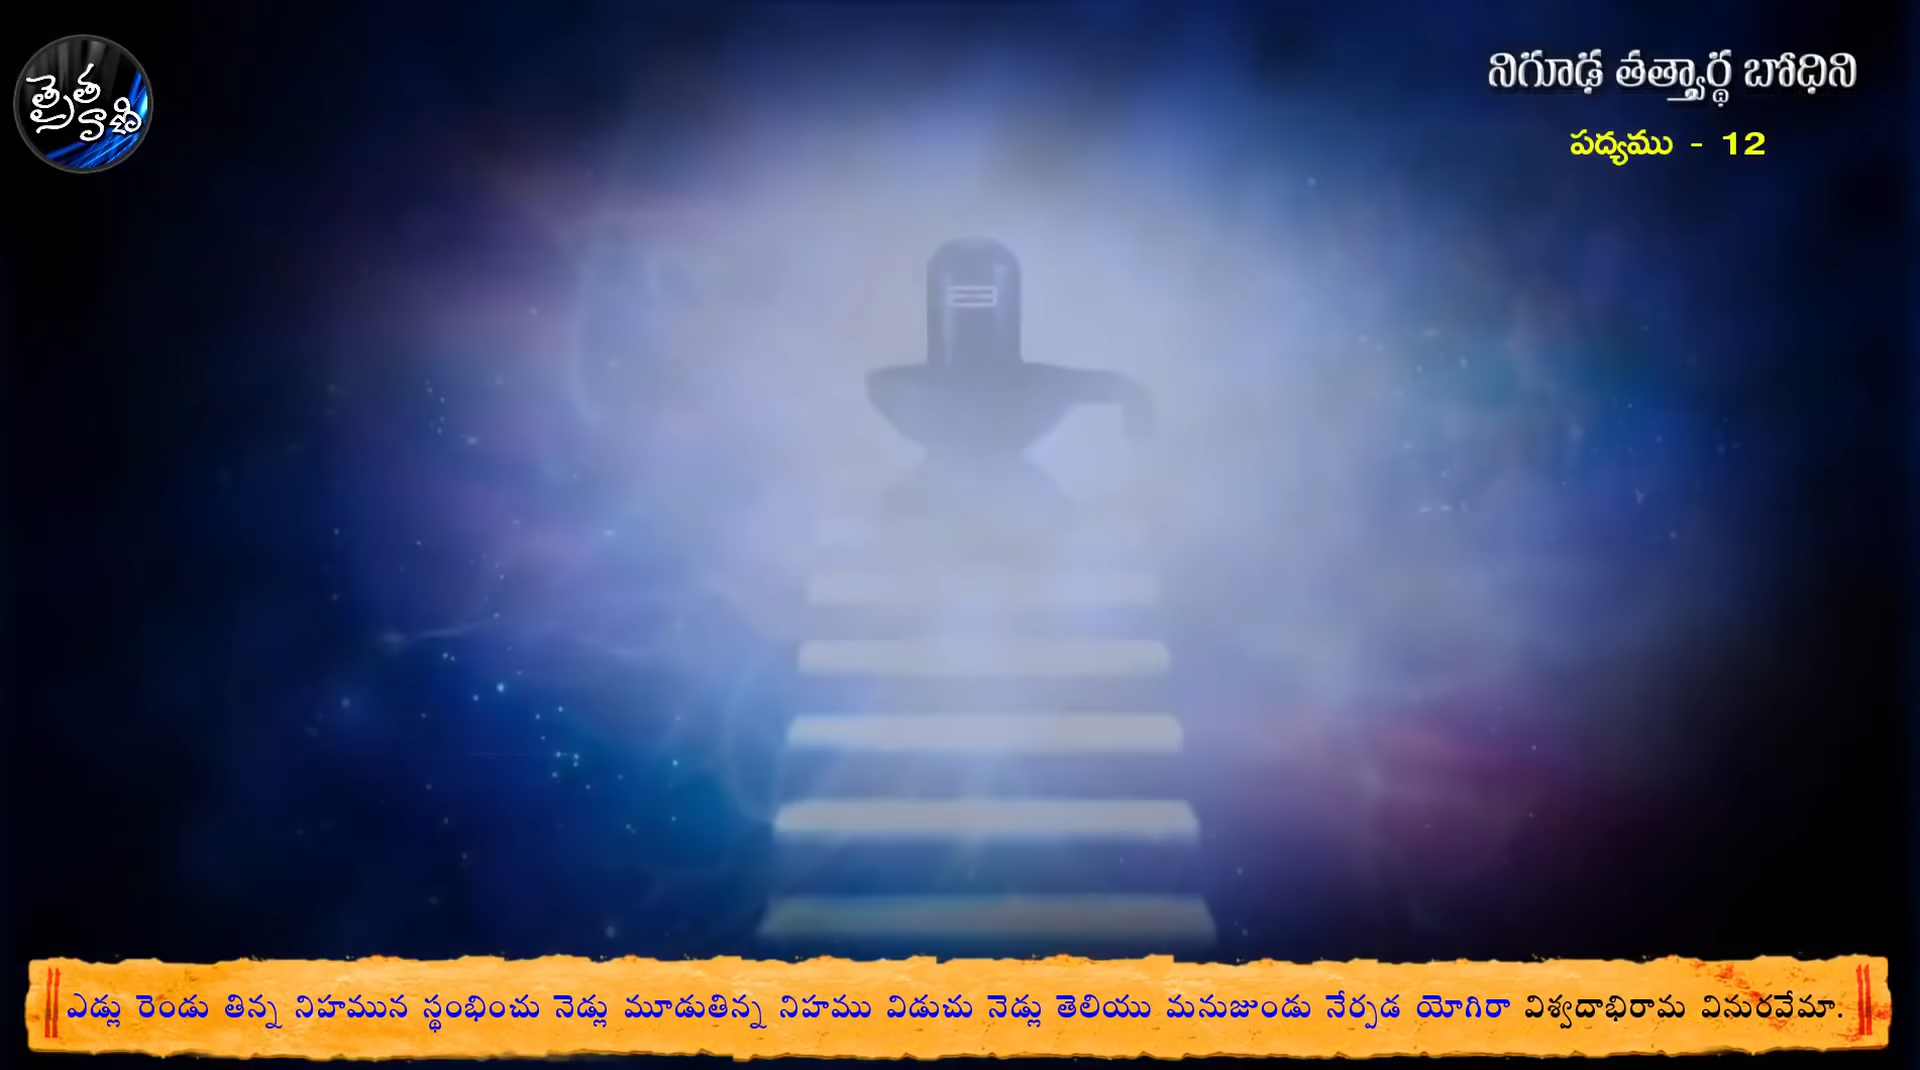 త్రైత
వాణి
నిగూఢ తత్త్వార్థ బోధిని
పద్యము - 12
|| ఎడ్లు రెండు తిన్న నిహమున స్థంభించు నెడ్లు మూడుతిన్న నిహము విడుచు నెడ్లు తెలియు మనుజుండు నేర్పడ యోగిరా విశ్వదాభిరామ వినురవేమా. ||